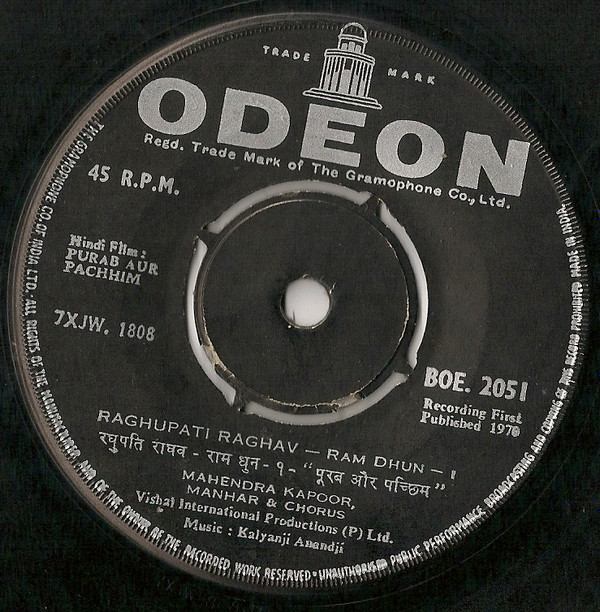 TRADE MARK
ODEON
Regd. Trade Mark of The Gramophone Co., Ltd.
45 R.P.M.
Hindi Film :
PURAB AUR
PACHHIM
7XJW. 1808
BOE. 2051
Recording First
Published 1970
RAGHUPATI RAGHAV — RAM DHUN — I
रघुपति राघव - राम धुन - १ - "पूरब और पच्छिम"
MAHENDRA KAPOOR,
MANHAR & CHORUS
Vishal International Productions (P) Ltd.
Music : Kalyanji Anandji
THE GRAMOPHONE CO. OF INDIA LTD. · ALL RIGHTS OF THE MANUFACTURER AND OF THE OWNER OF THE RECORDED WORK RESERVED · UNAUTHORISED PUBLIC PERFORMANCE BROADCASTING AND COPYING OF THIS RECORD PROHIBITED MADE IN INDIA.